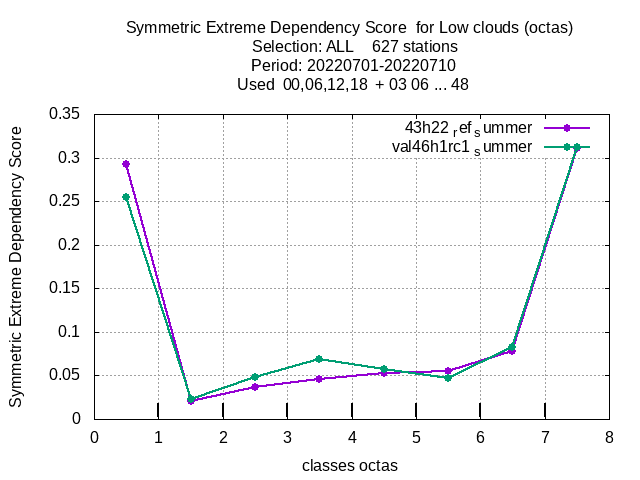 Symmetric Extreme Dependency Score  for Low clouds (octas)
Selection: ALL    627 stations
Period: 20220701-20220710
Used  00,06,12,18  + 03 06 ... 48
Symmetric Extreme Dependency Score
0.35
0.3
0.25
0.2
0.15
0.1
0.05
0
43h22_ref_summer
val46h1rc1_summer
0 1 2 3 4 5 6 7 8
classes octas